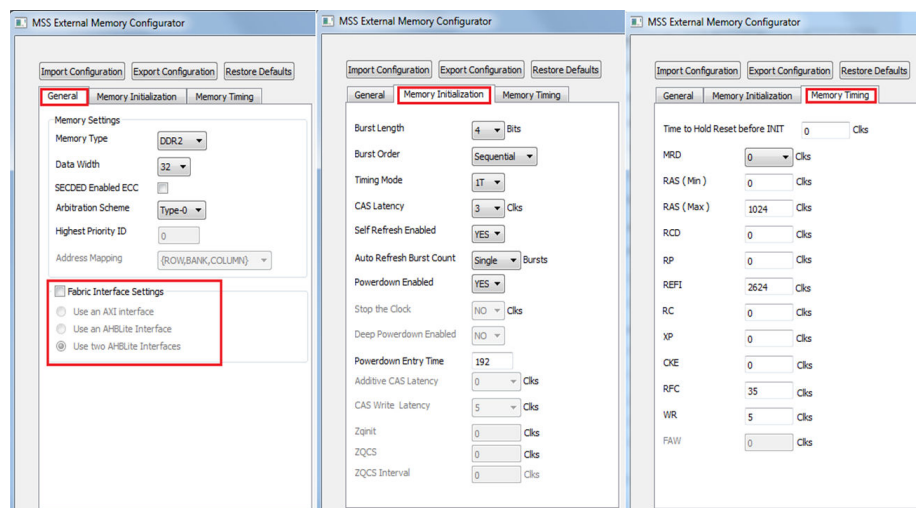 MSS External Memory Configurator
Import Configuration Export Configuration Restore Defaults
General Memory Initialization Memory Timing
Memory Settings
Memory Type DDR2
Data Width 32
SECDED Enabled ECC
Arbitration Scheme Type-0
Highest Priority ID 0
Address Mapping {ROW,BANK,COLUMN}
Fabric Interface Settings
Use an AXI interface
Use an AHBLite Interface
Use two AHBLite Interfaces
MSS External Memory Configurator
Import Configuration Export Configuration Restore Defaults
General Memory Initialization Memory Timing
Burst Length 4 Bits
Burst Order Sequential
Timing Mode 1T
CAS Latency 3 Clks
Self Refresh Enabled YES
Auto Refresh Burst Count Single Bursts
Powerdown Enabled YES
Stop the Clock NO Clks
Deep Powerdown Enabled NO
Powerdown Entry Time 192
Additive CAS Latency 0 Clks
CAS Write Latency 5 Clks
Zqinit 0 Clks
ZQCS 0 Clks
ZQCS Interval 0 Clks
MSS External Memory Configurator
Import Configuration Export Configuration Restore Defaults
General Memory Initialization Memory Timing
Time to Hold Reset before INIT 0 Clks
MRD 0 Clks
RAS ( Min ) 0 Clks
RAS ( Max ) 1024 Clks
RCD 0 Clks
RP 0 Clks
REFI 2624 Clks
RC 0 Clks
XP 0 Clks
CKE 0 Clks
RFC 35 Clks
WR 5 Clks
FAW 0 Clks